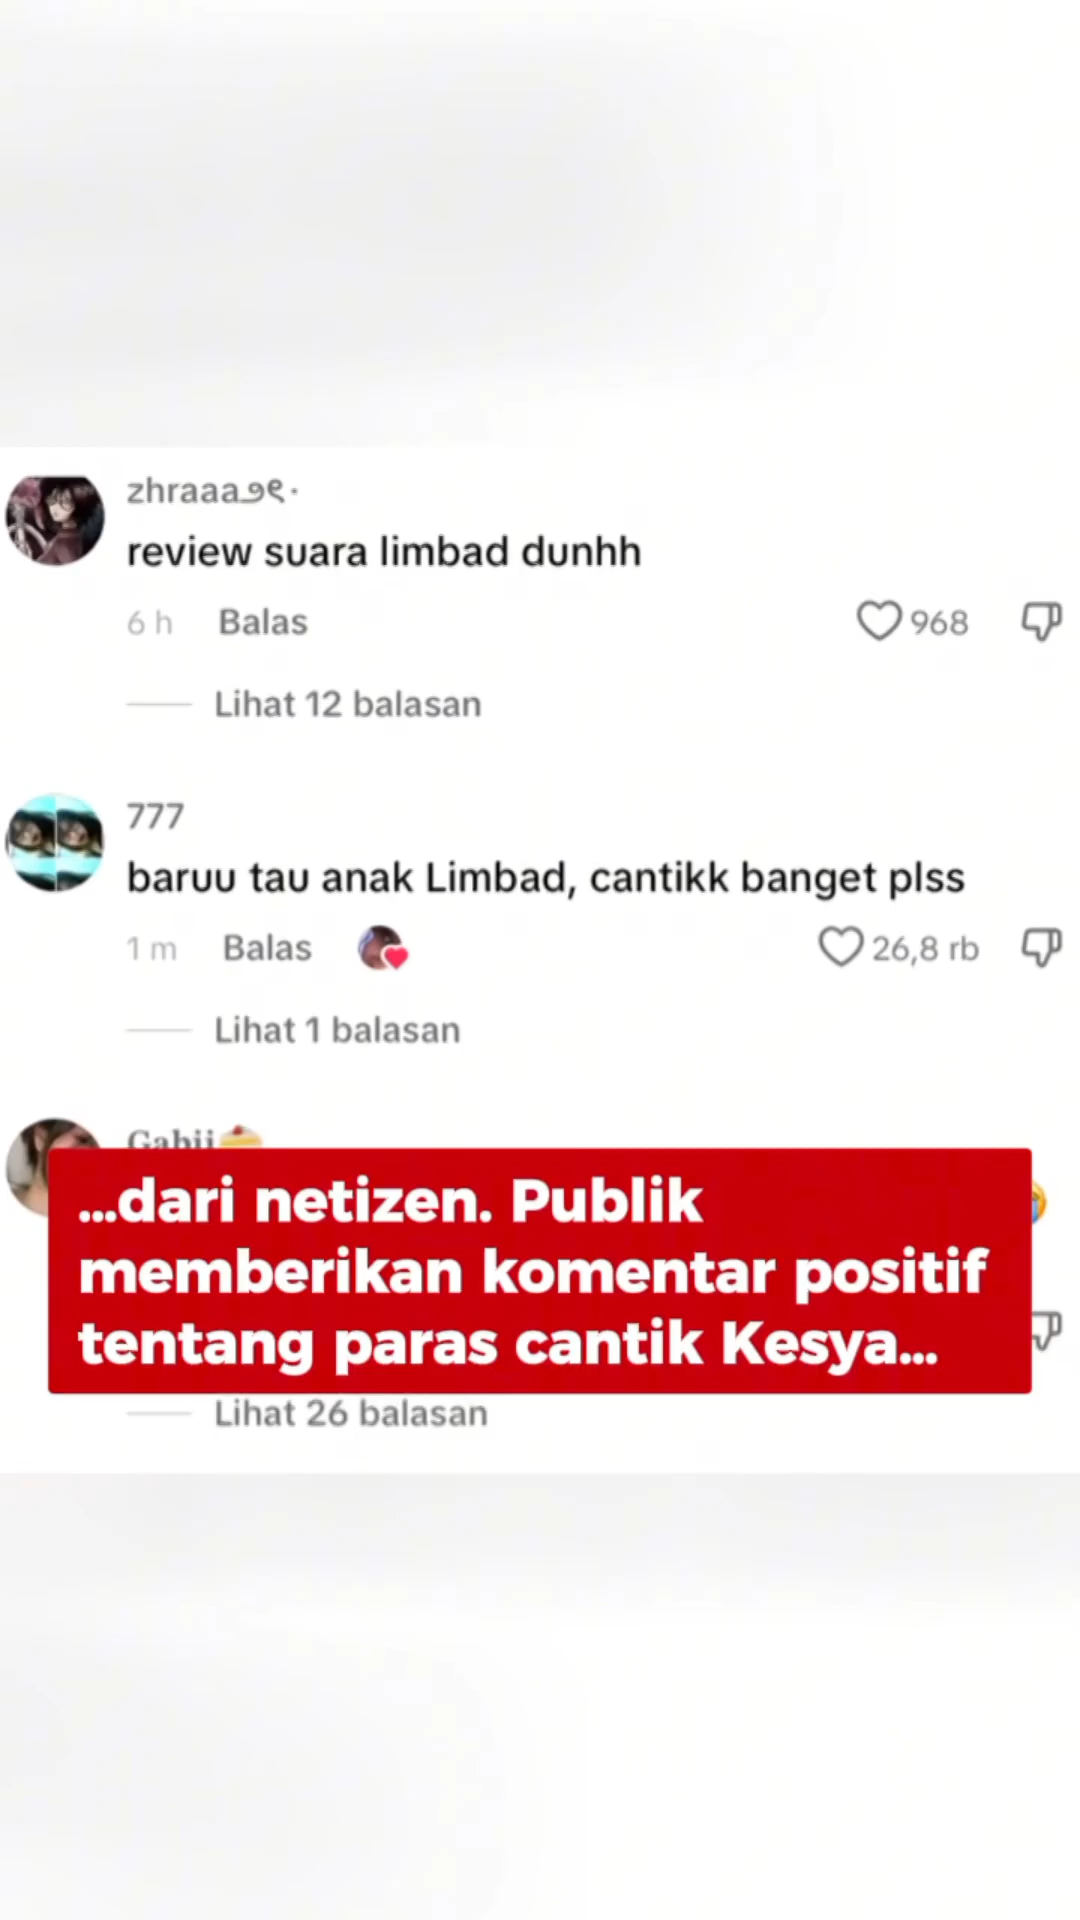 zhraaa୨୧ ·
review suara limbad dunhh
6 h Balas 968
Lihat 12 balasan
777
baruu tau anak Limbad, cantikk banget plss
1 m Balas 26,8 rb
Lihat 1 balasan
Gabii🍰
...dari netizen. Publik
memberikan komentar positif
tentang paras cantik Kesya...
Lihat 26 balasan